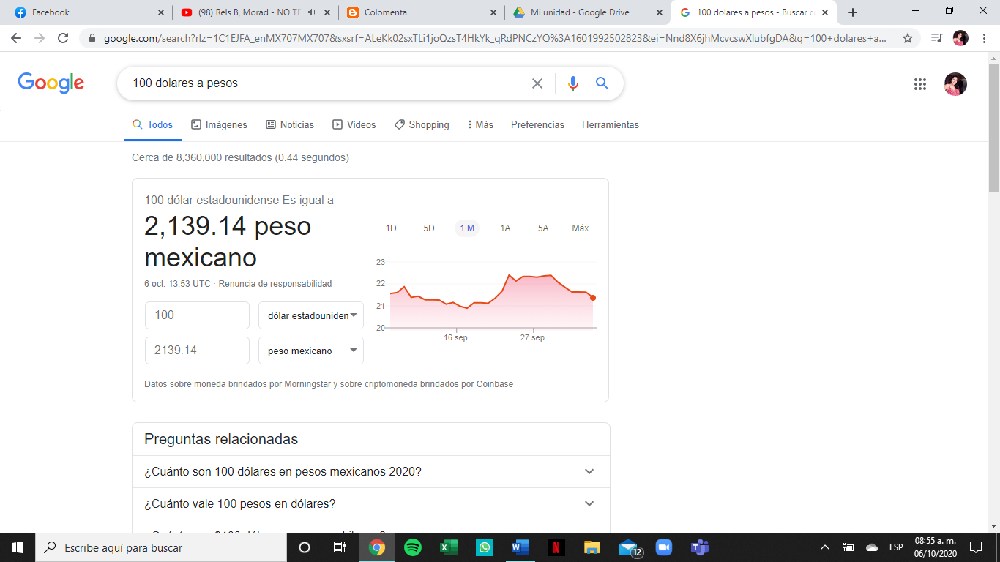 Facebook
(98) Rels B, Morad - NO TE
Colomenta
Mi unidad - Google Drive
100 dolares a pesos - Buscar c
google.com/search?rlz=1C1EJFA_enMX707MX707&sxsrf=ALeKk02sxTLi1joQzsT4HkYk_qRdPNCzYQ%3A1601992502823&ei=Nnd8X6jhMcvcswXlubfgDA&q=100+dolares+a...
Google
100 dolares a pesos
Todos
Imágenes
Noticias
Videos
Shopping
Más
Preferencias
Herramientas
Cerca de 8,360,000 resultados (0.44 segundos)
100 dólar estadounidense Es igual a
2,139.14 peso
mexicano
6 oct. 13:53 UTC · Renuncia de responsabilidad
100
dólar estadouniden
2139.14
peso mexicano
1D
5D
1 M
1A
5A
Máx.
23
22
21
20
16 sep.
27 sep.
Datos sobre moneda brindados por Morningstar y sobre criptomoneda brindados por Coinbase
Preguntas relacionadas
¿Cuánto son 100 dólares en pesos mexicanos 2020?
¿Cuánto vale 100 pesos en dólares?
Escribe aquí para buscar
12
ESP
08:55 a. m.
06/10/2020